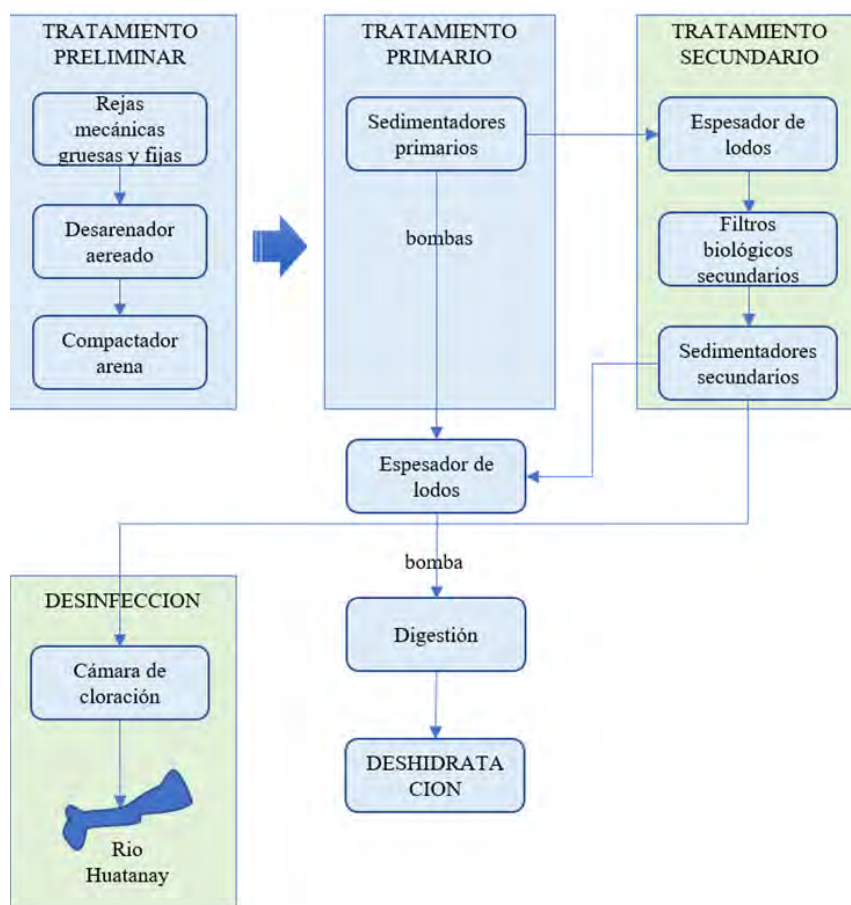 TRATAMIENTO
PRELIMINAR
Rejas
mecánicas
gruesas y fijas
Desarenador
aereado
Compactador
arena
TRATAMIENTO
PRIMARIO
Sedimentadores
primarios
bombas
TRATAMIENTO
SECUNDARIO
Espesador de
lodos
Filtros
biológicos
secundarios
Sedimentadores
secundarios
Espesador de
lodos
bomba
Digestión
DESHIDRATA
CION
DESINFECCION
Cámara de
cloración
Rio
Huatanay